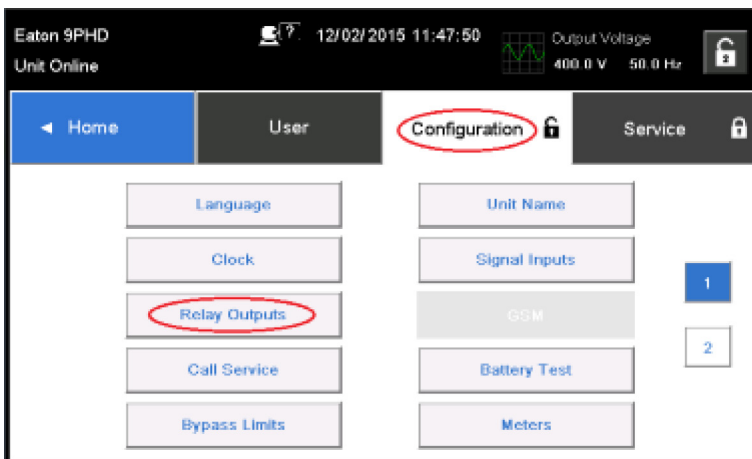 Eaton 9PHD
?
12/02/2015 11:47:50
Output Voltage
Unit Online
400.0 V 50.0 Hz
2
Home
User
Configuration
Service
Language
Unit Name
Clock
Signal Inputs
1
Relay Outputs
GSM
2
Call Service
Battery Test
Bypass Limits
Meters